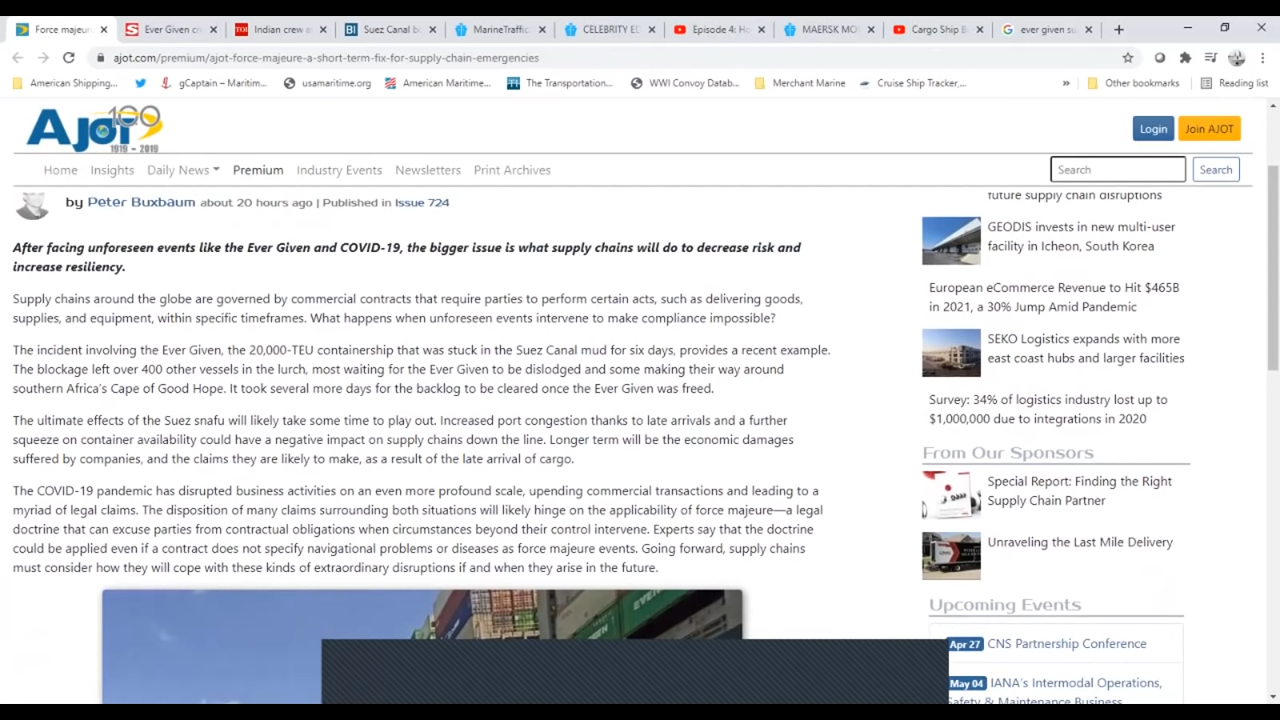 Force majeur
Ever Given cr
Indian crew a
Suez Canal b
MarineTraffic
CELEBRITY ED
Episode 4: H
MAERSK MO
Cargo Ship B
ever given su
ajot.com/premium/ajot-force-majeure-a-short-term-fix-for-supply-chain-emergencies
American Shipping...
gCaptain – Maritim...
usamaritime.org
American Maritime...
The Transportation...
WWI Convoy Datab...
Merchant Marine
Cruise Ship Tracker,...
Other bookmarks
Reading list
AJOT 100
1919 – 2019
Login
Join AJOT
Home
Insights
Daily News
Premium
Industry Events
Newsletters
Print Archives
Search
Search
by Peter Buxbaum about 20 hours ago | Published in Issue 724
After facing unforeseen events like the Ever Given and COVID-19, the bigger issue is what supply chains will do to decrease risk and
increase resiliency.
Supply chains around the globe are governed by commercial contracts that require parties to perform certain acts, such as delivering goods,
supplies, and equipment, within specific timeframes. What happens when unforeseen events intervene to make compliance impossible?
The incident involving the Ever Given, the 20,000-TEU containership that was stuck in the Suez Canal mud for six days, provides a recent example.
The blockage left over 400 other vessels in the lurch, most waiting for the Ever Given to be dislodged and some making their way around
southern Africa's Cape of Good Hope. It took several more days for the backlog to be cleared once the Ever Given was freed.
The ultimate effects of the Suez snafu will likely take some time to play out. Increased port congestion thanks to late arrivals and a further
squeeze on container availability could have a negative impact on supply chains down the line. Longer term will be the economic damages
suffered by companies, and the claims they are likely to make, as a result of the late arrival of cargo.
The COVID-19 pandemic has disrupted business activities on an even more profound scale, upending commercial transactions and leading to a
myriad of legal claims. The disposition of many claims surrounding both situations will likely hinge on the applicability of force majeure—a legal
doctrine that can excuse parties from contractual obligations when circumstances beyond their control intervene. Experts say that the doctrine
could be applied even if a contract does not specify navigational problems or diseases as force majeure events. Going forward, supply chains
must consider how they will cope with these kinds of extraordinary disruptions if and when they arise in the future.
future supply chain disruptions
GEODIS invests in new multi-user
facility in Icheon, South Korea
European eCommerce Revenue to Hit $465B
in 2021, a 30% Jump Amid Pandemic
SEKO Logistics expands with more
east coast hubs and larger facilities
Survey: 34% of logistics industry lost up to
$1,000,000 due to integrations in 2020
From Our Sponsors
Special Report: Finding the Right
Supply Chain Partner
Unraveling the Last Mile Delivery
Upcoming Events
Apr 27 CNS Partnership Conference
May 04 IANA's Intermodal Operations,
Safety & Maintenance Business